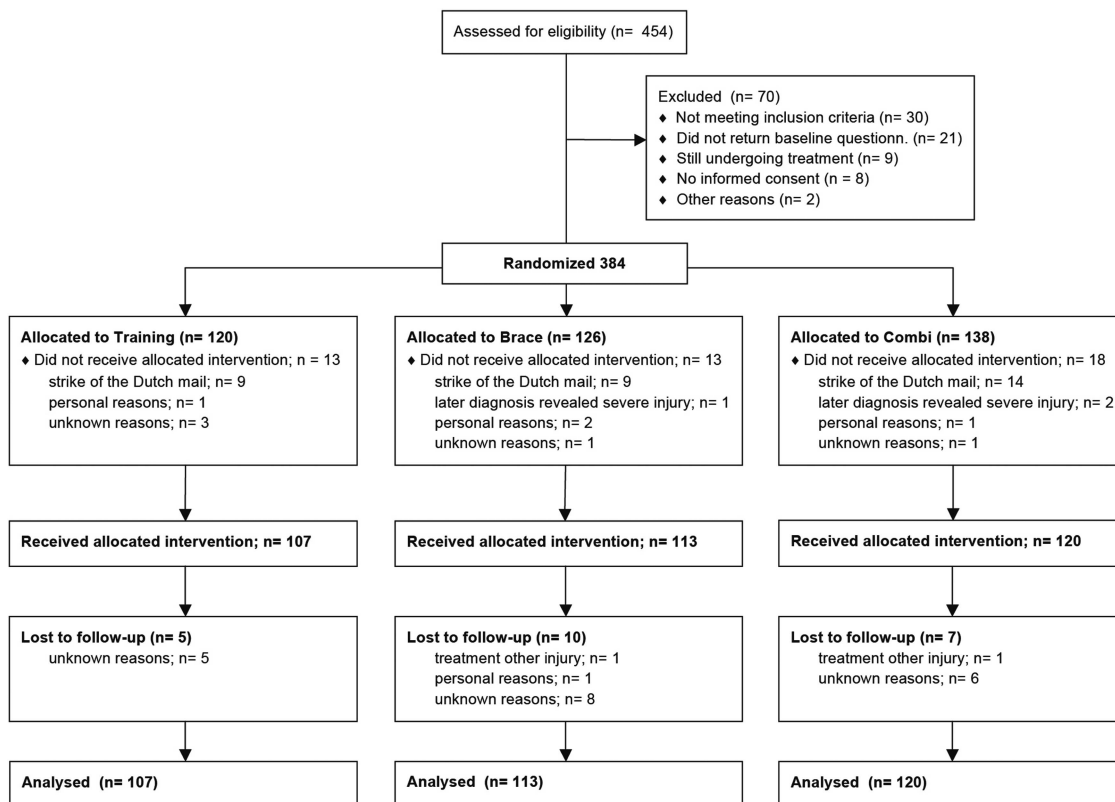 Assessed for eligibility (n= 454)
Excluded (n= 70)
♦ Not meeting inclusion criteria (n= 30)
♦ Did not return baseline questionn. (n= 21)
♦ Still undergoing treatment (n= 9)
♦ No informed consent (n = 8)
♦ Other reasons (n= 2)
Randomized 384
Allocated to Training (n= 120)
♦ Did not receive allocated intervention; n = 13
strike of the Dutch mail; n= 9
personal reasons; n= 1
unknown reasons; n= 3
Allocated to Brace (n= 126)
♦ Did not receive allocated intervention; n= 13
strike of the Dutch mail; n= 9
later diagnosis revealed severe injury; n= 1
personal reasons; n= 2
unknown reasons; n= 1
Allocated to Combi (n= 138)
♦ Did not receive allocated intervention; n= 18
strike of the Dutch mail; n= 14
later diagnosis revealed severe injury; n= 2
personal reasons; n= 1
unknown reasons; n= 1
Received allocated intervention; n= 107
Received allocated intervention; n= 113
Received allocated intervention; n= 120
Lost to follow-up (n= 5)
unknown reasons; n= 5
Lost to follow-up (n= 10)
treatment other injury; n= 1
personal reasons; n= 1
unknown reasons; n= 8
Lost to follow-up (n= 7)
treatment other injury; n= 1
unknown reasons; n= 6
Analysed (n= 107)
Analysed (n= 113)
Analysed (n= 120)